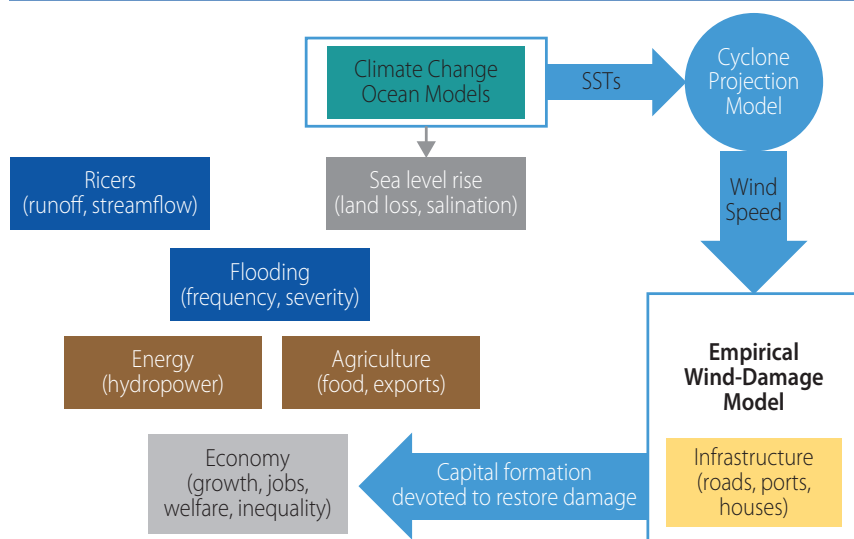 Climate Change
Ocean Models
SSTs
Cyclone
Projection
Model
Ricers
(runoff, streamflow)
Sea level rise
(land loss, salination)
Wind
Speed
Flooding
(frequency, severity)
Energy
(hydropower)
Agriculture
(food, exports)
Empirical
Wind-Damage
Model
Economy
(growth, jobs,
welfare, inequality)
Capital formation
devoted to restore damage
Infrastructure
(roads, ports,
houses)